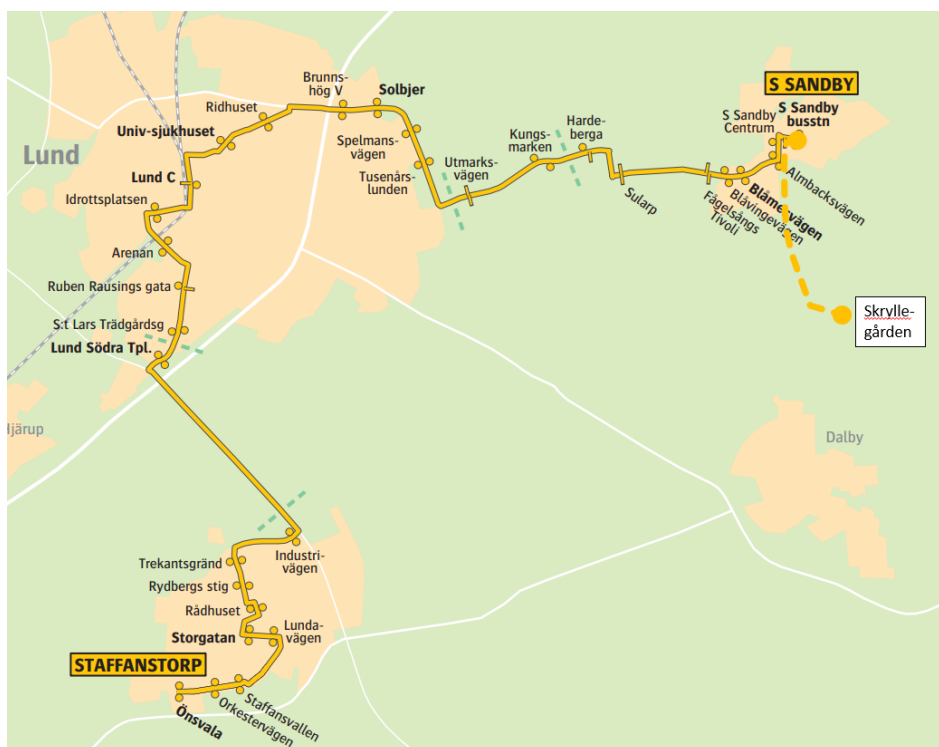 S SANDBY
S Sandby
busstn
S Sandby
Centrum
Almbacksvägen
Blåmesvägen
Blåvingevägen
Fågelsångs
Tivoli
Sularp
Harde-
berga
Kungs-
marken
Utmarks-
vägen
Tusenårs-
lunden
Spelmans-
vägen
Solbjer
Brunns-
hög V
Ridhuset
Univ-sjukhuset
Lund
Lund C
Idrottsplatsen
Arenan
Ruben Rausings gata
S:t Lars Trädgårdsg
Lund Södra Tpl.
Skrylle-
gården
Hjärup
Dalby
Industri-
vägen
Trekantsgränd
Rydbergs stig
Rådhuset
Storgatan
Lunda-
vägen
STAFFANSTORP
Staffansvallen
Orkestervägen
Önsvala